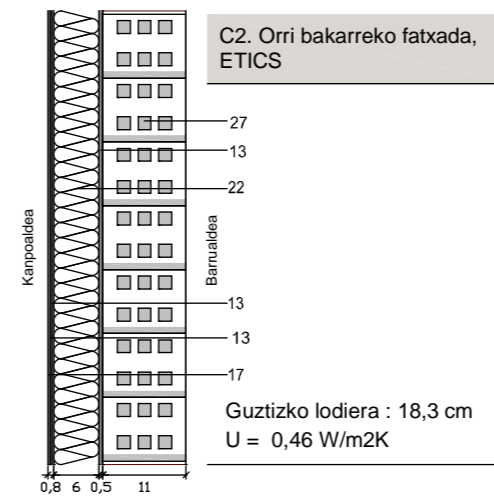 C2. Orri bakarreko fatxada,
ETICS
27
13
22
Kanpoaldea
Barrualdea
13
13
17
Guztizko lodiera : 18,3 cm
U = 0,46 W/m2K
0,8 6 0,5 11